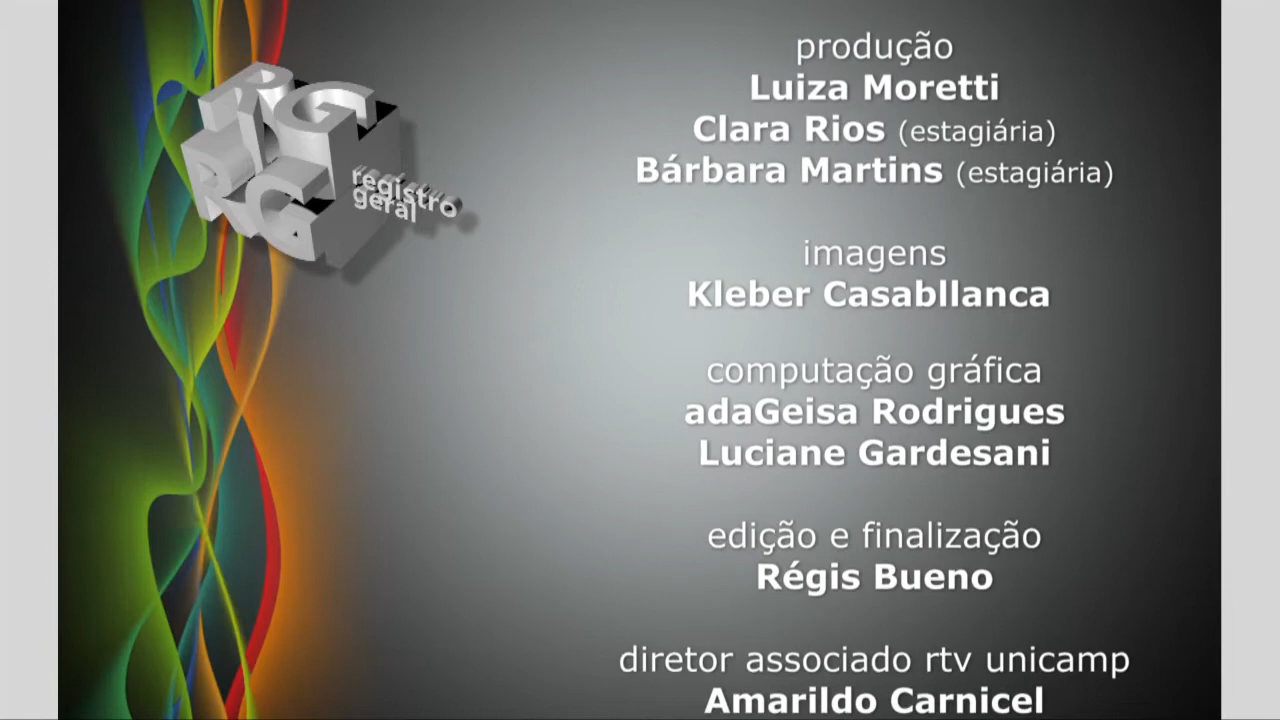 RG
RG
registro
geral
produção
Luiza Moretti
Clara Rios (estagiária)
Bárbara Martins (estagiária)
imagens
Kleber Casabllanca
computação gráfica
adaGeisa Rodrigues
Luciane Gardesani
edição e finalização
Régis Bueno
diretor associado rtv unicamp
Amarildo Carnicel